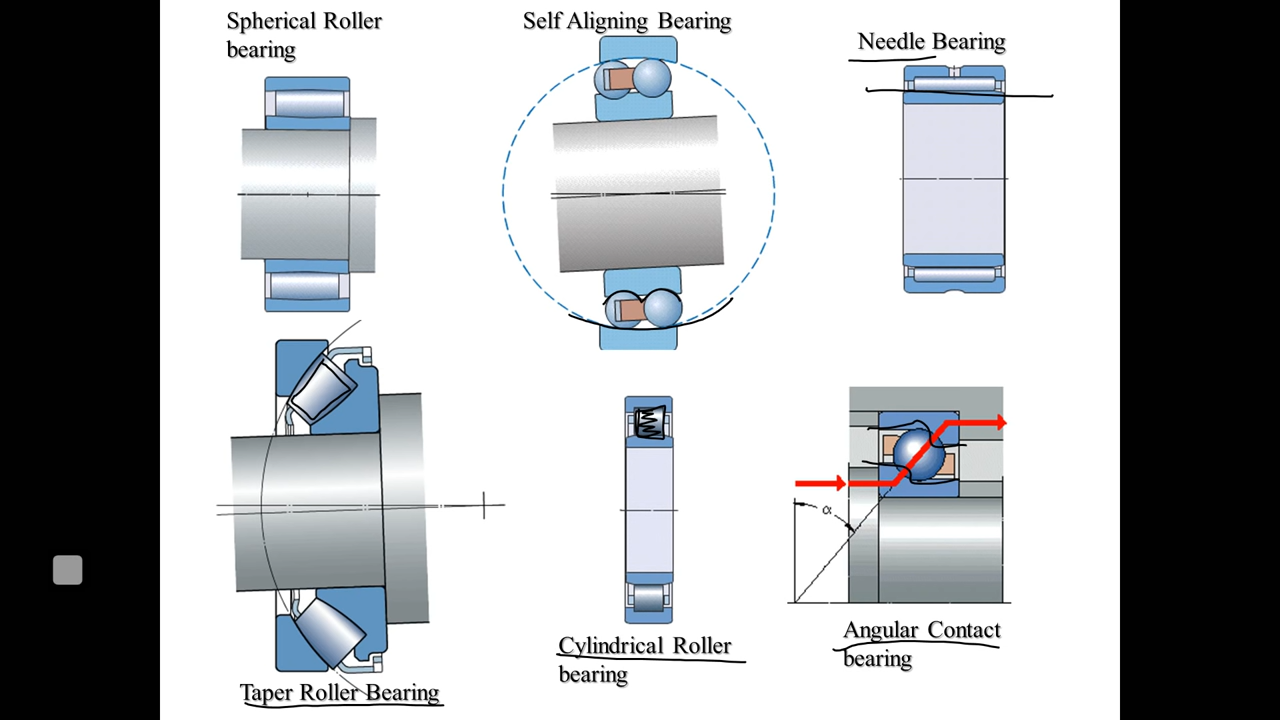 Spherical Roller
bearing
Self Aligning Bearing
Needle Bearing
α
Taper Roller Bearing
Cylindrical Roller
bearing
Angular Contact
bearing